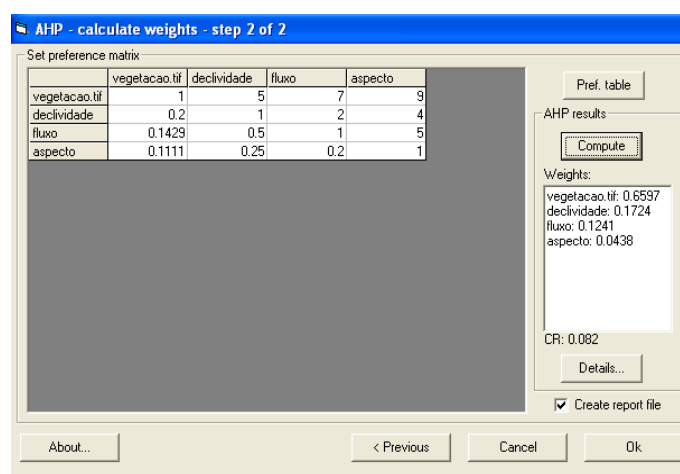 AHP - calculate weights - step 2 of 2
Set preference matrix
vegetacao.tif declividade fluxo aspecto
vegetacao.tif 1 5 7 9
declividade 0.2 1 2 4
fluxo 0.1429 0.5 1 5
aspecto 0.1111 0.25 0.2 1
Pref. table
AHP results
Compute
Weights:
vegetacao.tif: 0.6597
declividade: 0.1724
fluxo: 0.1241
aspecto: 0.0438
CR: 0.082
Details...
Create report file
About... < Previous Cancel Ok